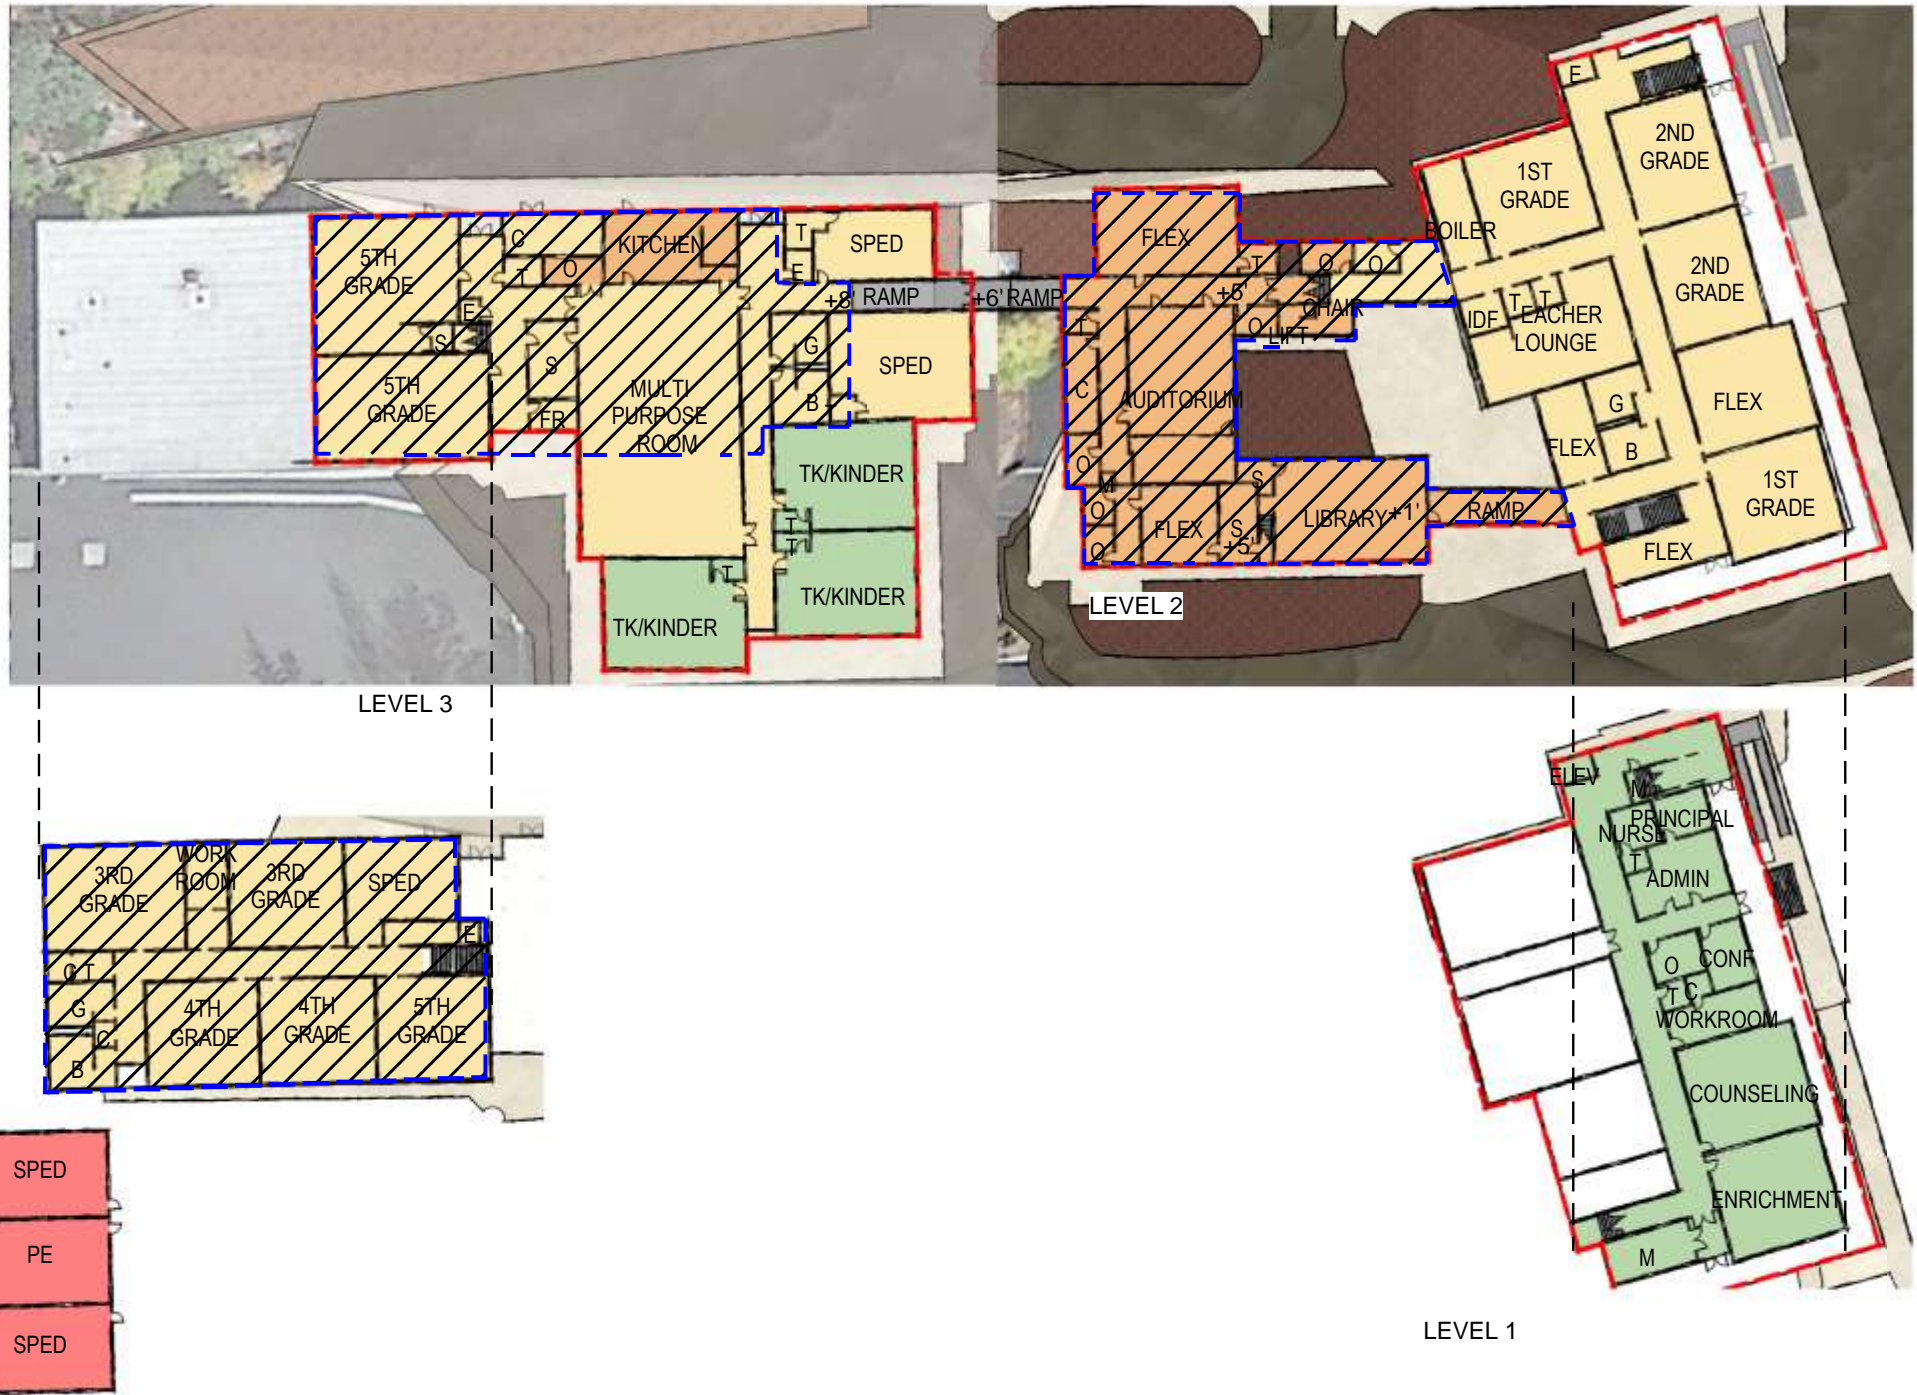 5TH
GRADE
C
T
O
KITCHEN
T
E
SPED
+8'
RAMP
+6' RAMP
E
S
5TH
GRADE
S
FR
MULTI
PURPOSE
ROOM
G
B
T
SPED
TK/KINDER
T
T
TK/KINDER
T
TK/KINDER
LEVEL 3
FLEX
T
O
O
+5'
CHAIR
LIFT
O
T
C
AUDITORIUM
O
M
O
O
FLEX
S
S
+5'
LIBRARY
+1'
RAMP
LEVEL 2
E
2ND
GRADE
1ST
GRADE
BOILER
2ND
GRADE
IDF
T
T
EACHER
LOUNGE
FLEX
G
B
FLEX
1ST
GRADE
FLEX
3RD
GRADE
WORK
ROOM
3RD
GRADE
SPED
E
C
T
G
C
B
4TH
GRADE
4TH
GRADE
5TH
GRADE
SPED
PE
SPED
ELEV
M
PRINCIPAL
NURSE
T
ADMIN
O
CONF
T
C
WORKROOM
COUNSELING
ENRICHMENT
M
LEVEL 1